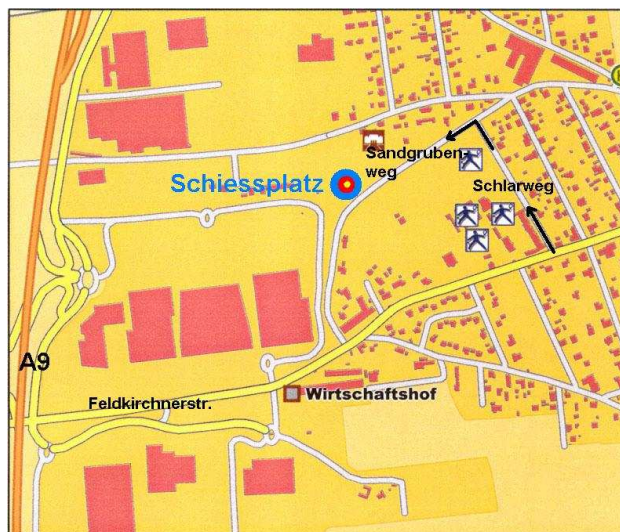 Sandgruben-
weg
Schiessplatz
Schlarweg
A9
Feldkirchnerstr.
Wirtschaftshof